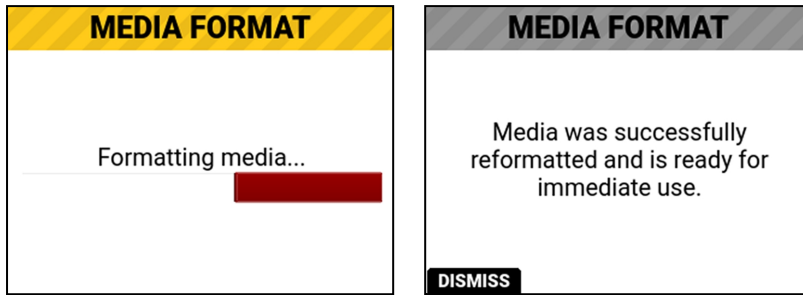 MEDIA FORMAT
Formatting media...
MEDIA FORMAT
Media was successfully
reformatted and is ready for
immediate use.
DISMISS